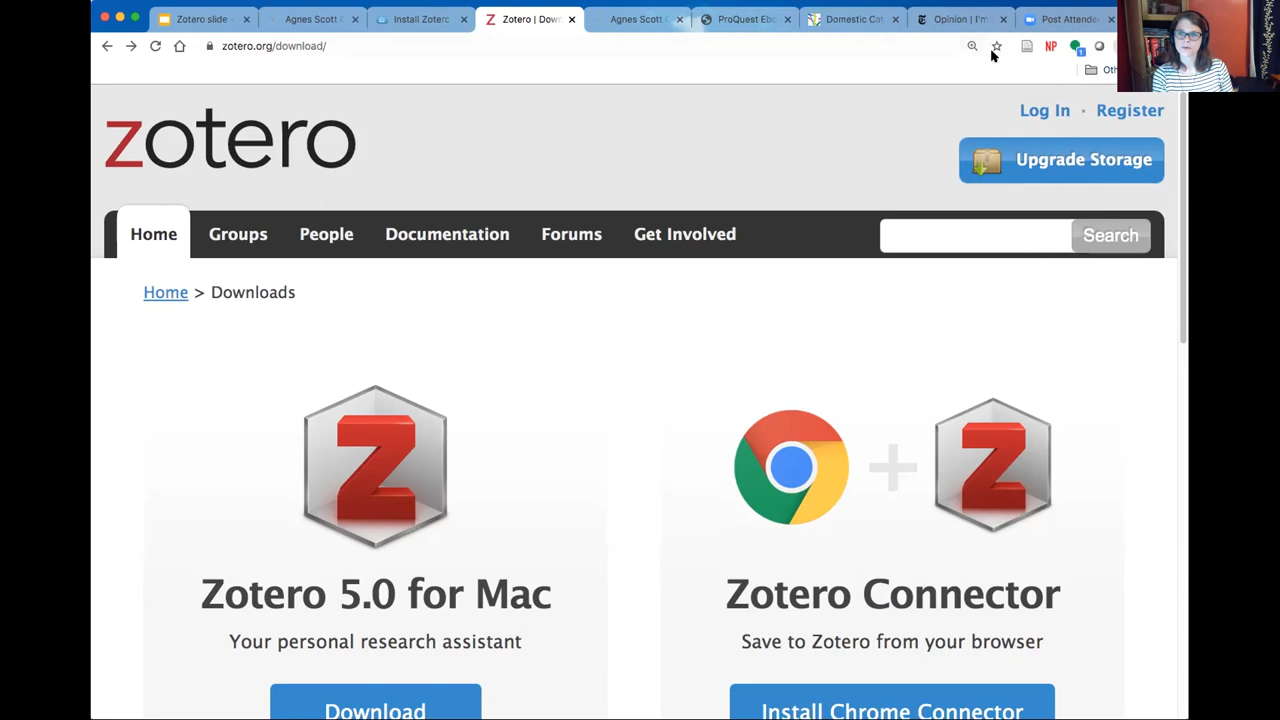 Zotero slide -
Agnes Scott C
Install Zotero
Zotero | Down
Agnes Scott C
ProQuest Ebo
Domestic Cat
Opinion | I'm
Post Attende
zotero.org/download/
NP
1
Oth
zotero
Log In · Register
Upgrade Storage
Home Groups People Documentation Forums Get Involved
Search
Home > Downloads
Zotero 5.0 for Mac
Your personal research assistant
Download
Zotero Connector
Save to Zotero from your browser
Install Chrome Connector